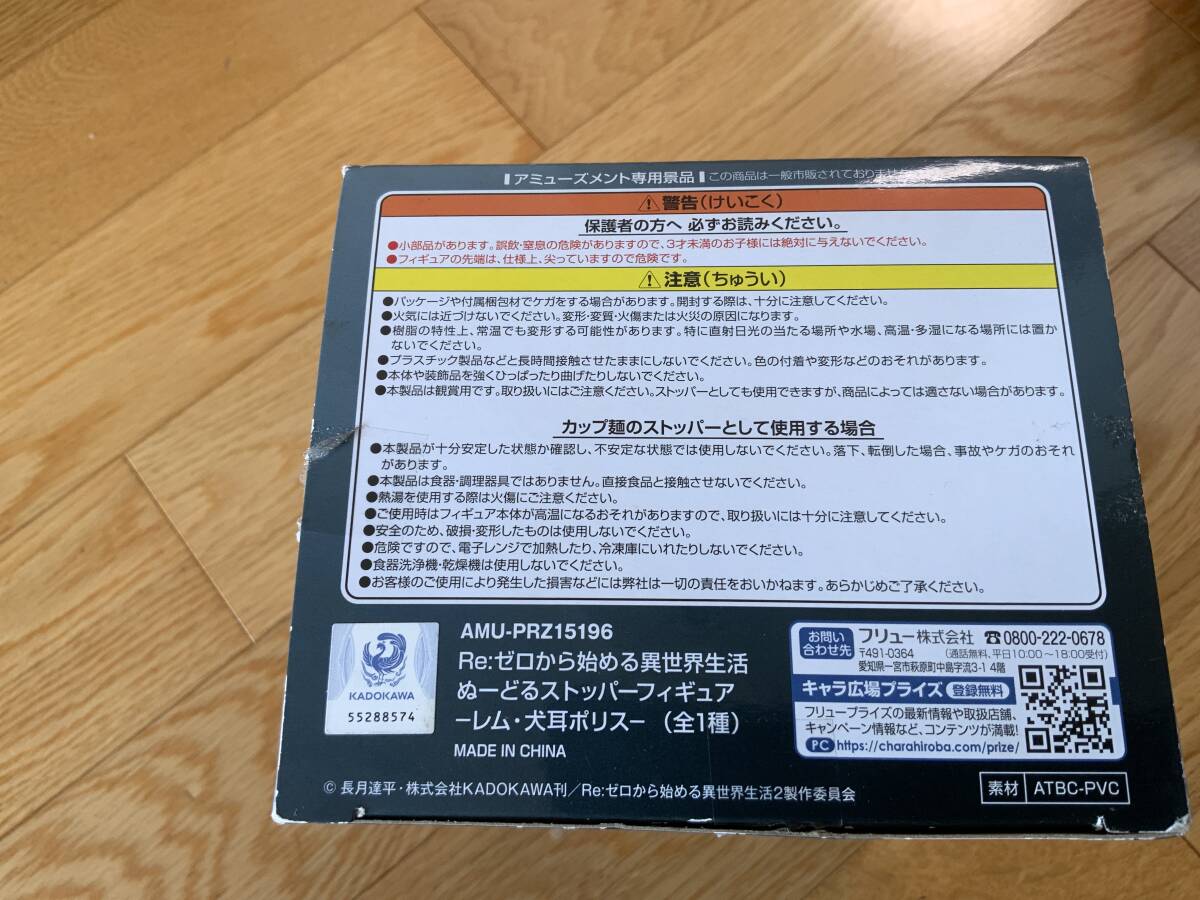 アミューズメント専用景品 この商品は一般市販されておりません
警告(けいこく)
保護者の方へ 必ずお読みください。
●小部品があります。誤飲・窒息の危険がありますので、3才未満のお子様には絶対に与えないでください。
●フィギュアの先端は、仕様上、尖っていますので危険です。
注意(ちゅうい)
●パッケージや付属梱包材でケガをする場合があります。開封する際は、十分に注意してください。
●火気には近づけないでください。変形・変質・火傷または火災の原因になります。
●樹脂の特性上、常温でも変形する可能性があります。特に直射日光の当たる場所や水場、高温・多湿になる場所には置か
ないでください。
●プラスチック製品などと長時間接触させたままにしないでください。色の付着や変形などのおそれがあります。
●本体や装飾品を強くひっぱったり曲げたりしないでください。
●本製品は観賞用です。取り扱いにはご注意ください。ストッパーとしても使用できますが、商品によっては適さない場合があります。
カップ麺のストッパーとして使用する場合
●本製品が十分安定した状態か確認し、不安定な状態では使用しないでください。落下、転倒した場合、事故やケガのおそれ
があります。
●本製品は食器・調理器具ではありません。直接食品と接触させないでください。
●熱湯を使用する際は火傷にご注意ください。
●ご使用時はフィギュア本体が高温になるおそれがありますので、取り扱いには十分に注意してください。
●安全のため、破損・変形したものは使用しないでください。
●危険ですので、電子レンジで加熱したり、冷凍庫にいれたりしないでください。
●食器洗浄機・乾燥機は使用しないでください。
●お客様のご使用により発生した損害などには弊社は一切の責任をおいかねます。あらかじめご了承ください。
KADOKAWA
55288574
AMU-PRZ15196
Re:ゼロから始める異世界生活
ぬーどるストッパーフィギュア
ーレム・犬耳ポリスー(全1種)
MADE IN CHINA
お問い合わせ先 フリュー株式会社 ☎0800-222-0678
〒491-0364 (通話無料、平日10:00〜18:00受付)
愛知県一宮市萩原町中島字流3-1 4階
キャラ広場プライズ 登録無料
フリュープライズの最新情報や取扱店舗、
キャンペーン情報など、コンテンツが満載!
PC https://charahiroba.com/prize/
© 長月達平・株式会社KADOKAWA刊/Re:ゼロから始める異世界生活2製作委員会
素材 ATBC-PVC